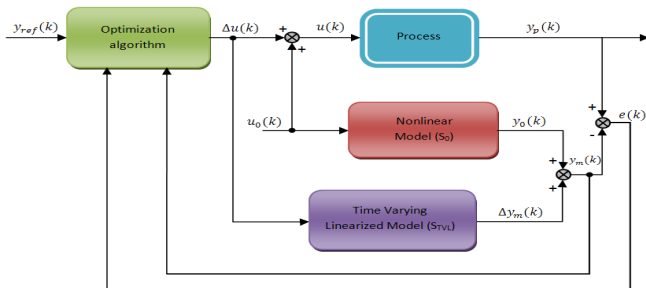 y_ref(k)
Optimization
algorithm
Δu(k)
+
+
u(k)
Process
y_p(k)
u_0(k)
Nonlinear
Model (S_0)
y_0(k)
+
-
e(k)
+
+
y_m(k)
Time Varying
Linearized Model (S_TVL)
Δy_m(k)